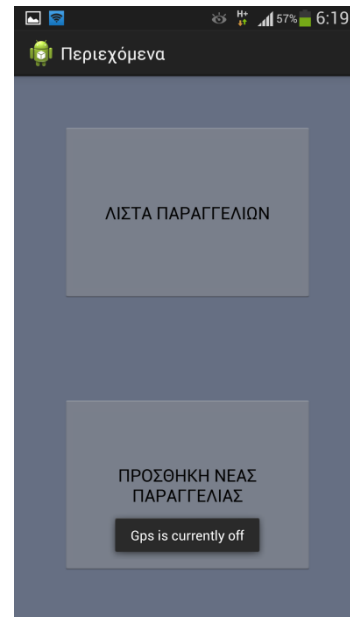 H+ 57% 6:19
Περιεχόμενα
ΛΙΣΤΑ ΠΑΡΑΓΓΕΛΙΩΝ
ΠΡΟΣΘΗΚΗ ΝΕΑΣ
ΠΑΡΑΓΓΕΛΙΑΣ
Gps is currently off